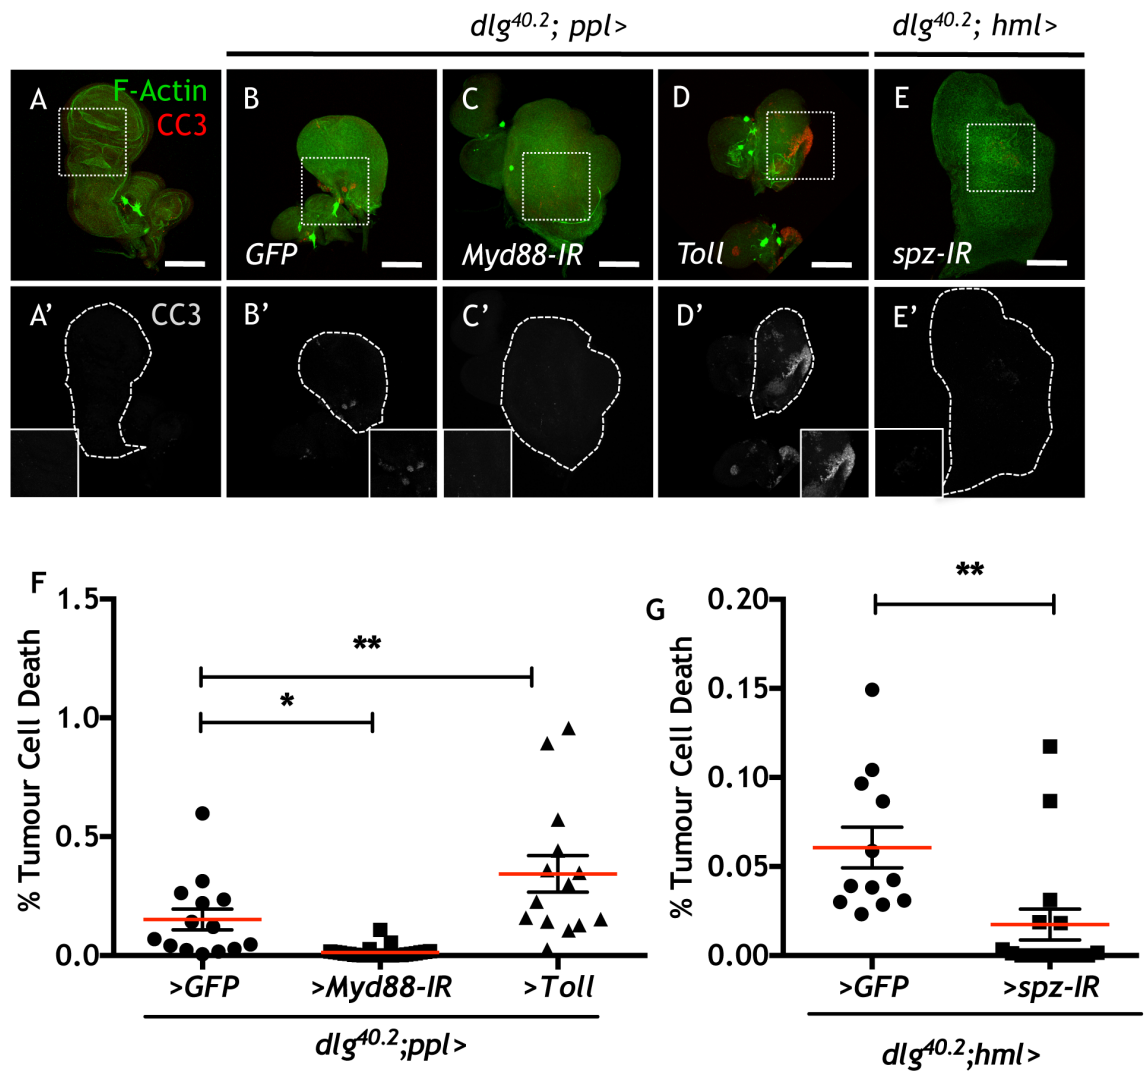 dlg40.2; ppl> dlg40.2; hml>
A F-Actin B C D E
CC3
GFP Myd88-IR Toll spz-IR
A’ CC3 B’ C’ D’ E’
F
G
% Tumour Cell Death
1.5
1.0
0.5
0.0
**
*
>GFP >Myd88-IR >Toll
dlg40.2;ppl>
% Tumour Cell Death
0.20
0.15
0.10
0.05
0.00
**
>GFP >spz-IR
dlg40.2;hml>